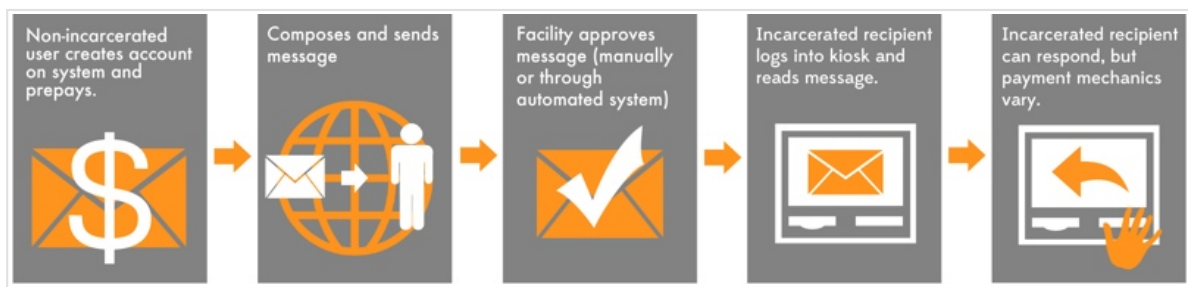 Non-incarcerated
user creates account
on system and
prepays.
Composes and sends
message
Facility approves
message (manually
or through
automated system)
Incarcerated recipient
logs into kiosk and
reads message.
Incarcerated recipient
can respond, but
payment mechanics
vary.
$